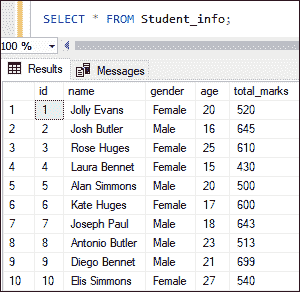 SELECT * FROM Student_info;
100 %
Results Messages
id name gender age total_marks
1 1 Jolly Evans Female 20 520
2 2 Josh Butler Male 16 645
3 3 Rose Huges Female 25 610
4 4 Laura Bennet Female 15 430
5 5 Alan Simmons Male 20 500
6 6 Kate Huges Female 17 600
7 7 Joseph Paul Male 18 643
8 8 Antonio Butler Male 23 513
9 9 Diego Bennet Male 21 699
10 10 Elis Simmons Female 27 540